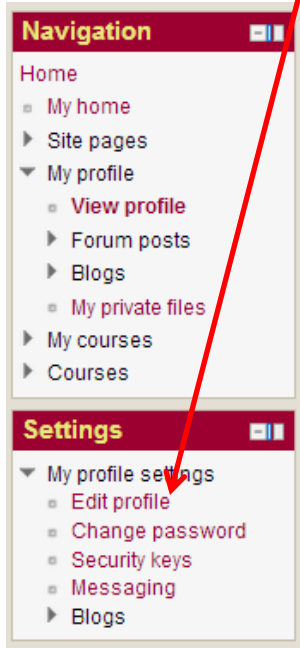 Navigation
Home
My home
Site pages
My profile
View profile
Forum posts
Blogs
My private files
My courses
Courses
Settings
My profile settings
Edit profile
Change password
Security keys
Messaging
Blogs